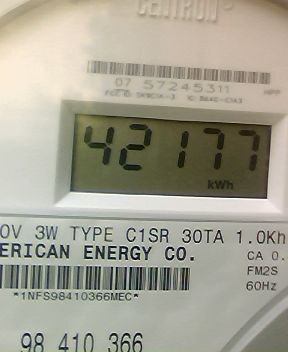 CENTRON
07 57245311
42177
kWh
0V 3W TYPE C1SR 30TA 1.0Kh
ERICAN ENERGY CO.
CA 0.
FM2S
*1NFS98410366MEC*
60Hz
98 410 366